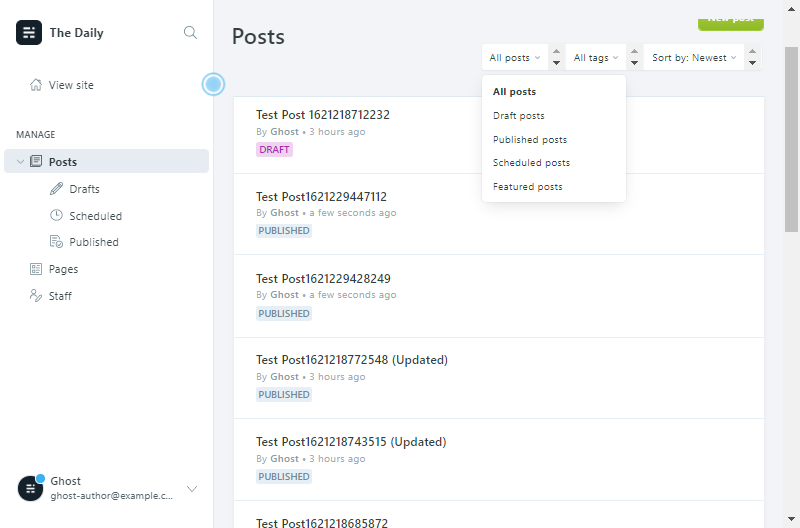 The Daily
View site
MANAGE
Posts
Drafts
Scheduled
Published
Pages
Staff
Ghost
ghost-author@example.c...
Posts
New post
All posts
All tags
Sort by: Newest
All posts
Draft posts
Published posts
Scheduled posts
Featured posts
Test Post 1621218712232
By Ghost • 3 hours ago
DRAFT
Test Post1621229447112
By Ghost • a few seconds ago
PUBLISHED
Test Post1621229428249
By Ghost • a few seconds ago
PUBLISHED
Test Post1621218772548 (Updated)
By Ghost • 3 hours ago
PUBLISHED
Test Post1621218743515 (Updated)
By Ghost • 3 hours ago
PUBLISHED
Test Post1621218685872